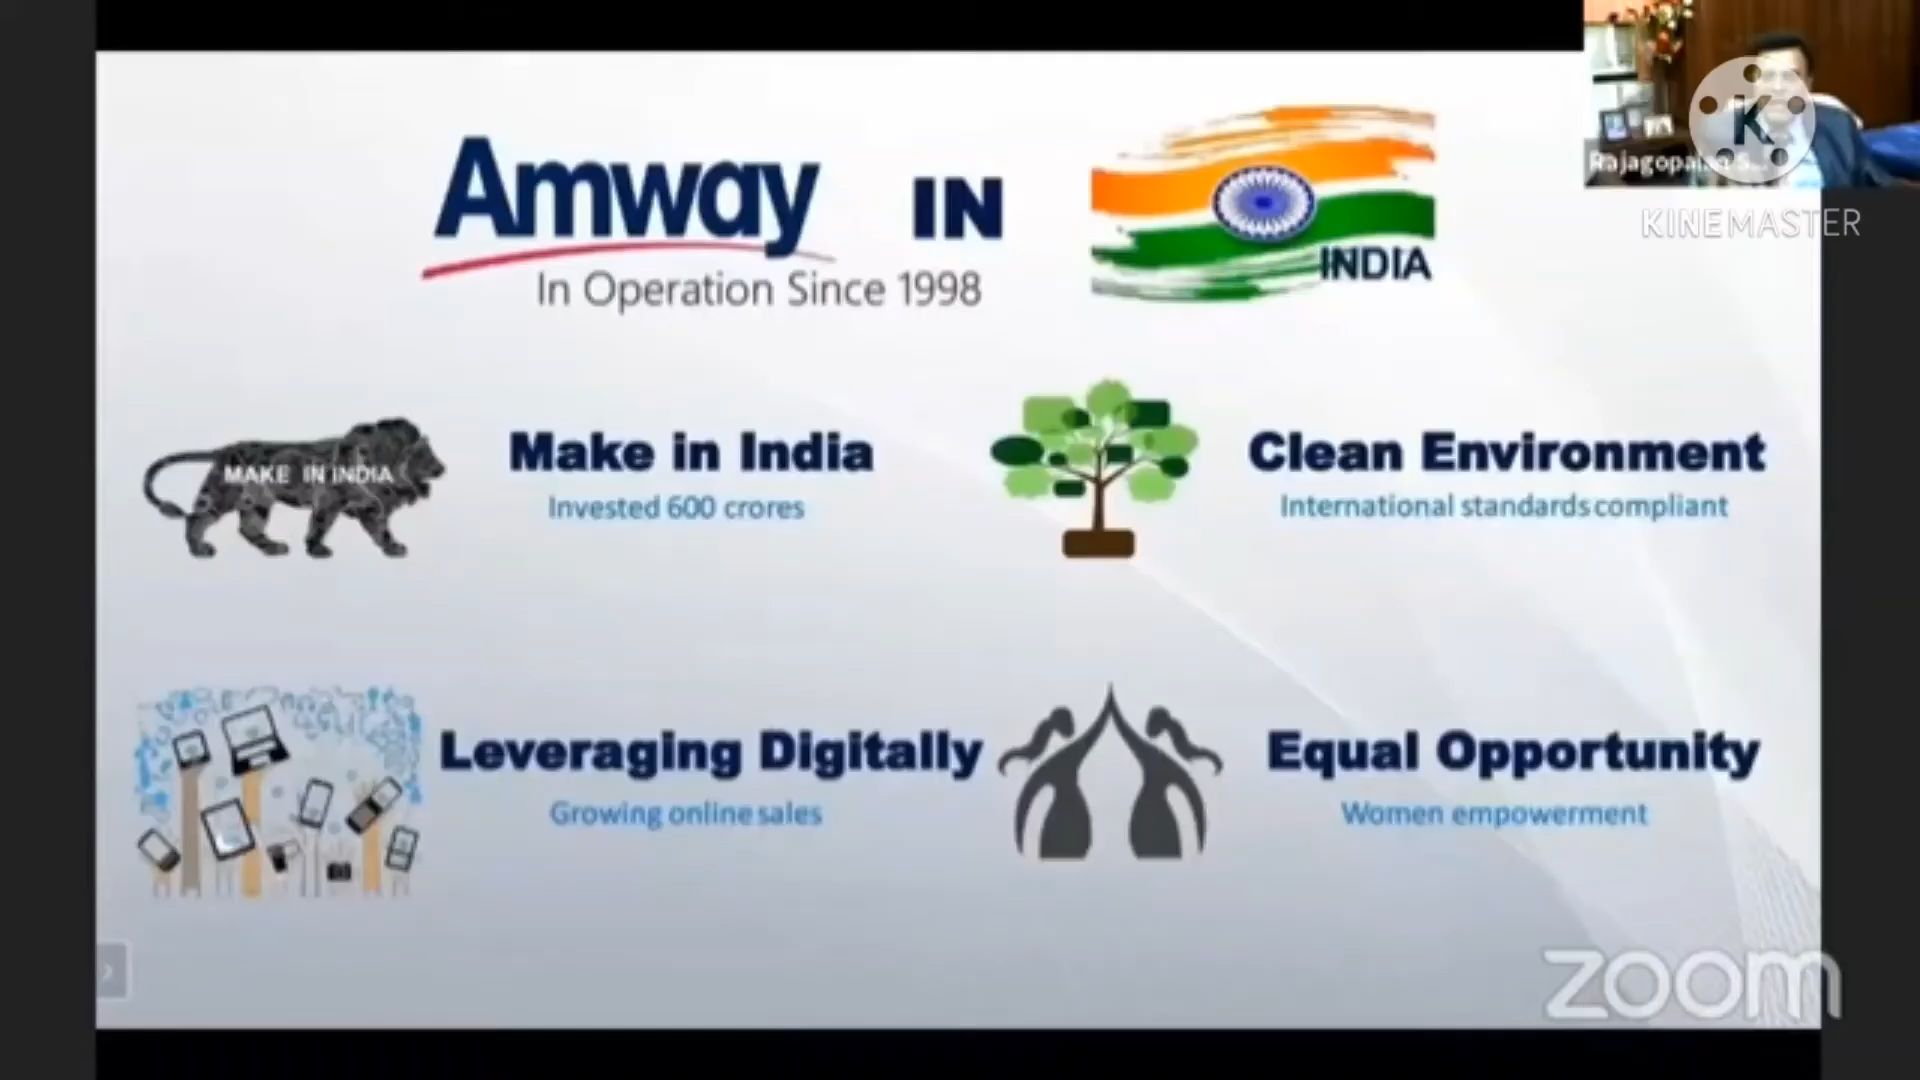 Amway IN
INDIA
In Operation Since 1998
MAKE IN INDIA
Make in India
Invested 600 crores
Clean Environment
International standards compliant
Leveraging Digitally
Growing online sales
Equal Opportunity
Women empowerment
K
KINEMASTER
zoom